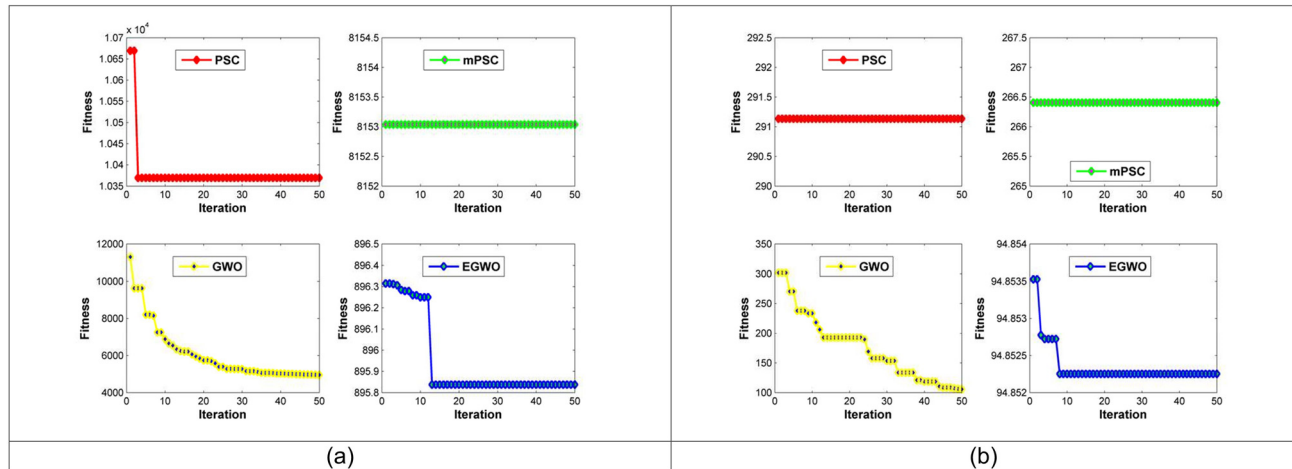 x 10^4
1.07
1.065
1.06
1.055
1.05
1.045
1.04
1.035
Fitness
PSC
0 10 20 30 40 50
Iteration
8154.5
8154
8153.5
8153
8152.5
8152
Fitness
mPSC
0 10 20 30 40 50
Iteration
12000
10000
8000
6000
4000
Fitness
GWO
0 10 20 30 40 50
Iteration
896.5
896.4
896.3
896.2
896.1
896
895.9
895.8
Fitness
EGWO
0 10 20 30 40 50
Iteration
(a)
292.5
292
291.5
291
290.5
290
Fitness
PSC
0 10 20 30 40 50
Iteration
267.5
267
266.5
266
265.5
265
Fitness
mPSC
0 10 20 30 40 50
Iteration
350
300
250
200
150
100
Fitness
GWO
0 10 20 30 40 50
Iteration
94.854
94.8535
94.853
94.8525
94.852
Fitness
EGWO
0 10 20 30 40 50
Iteration
(b)